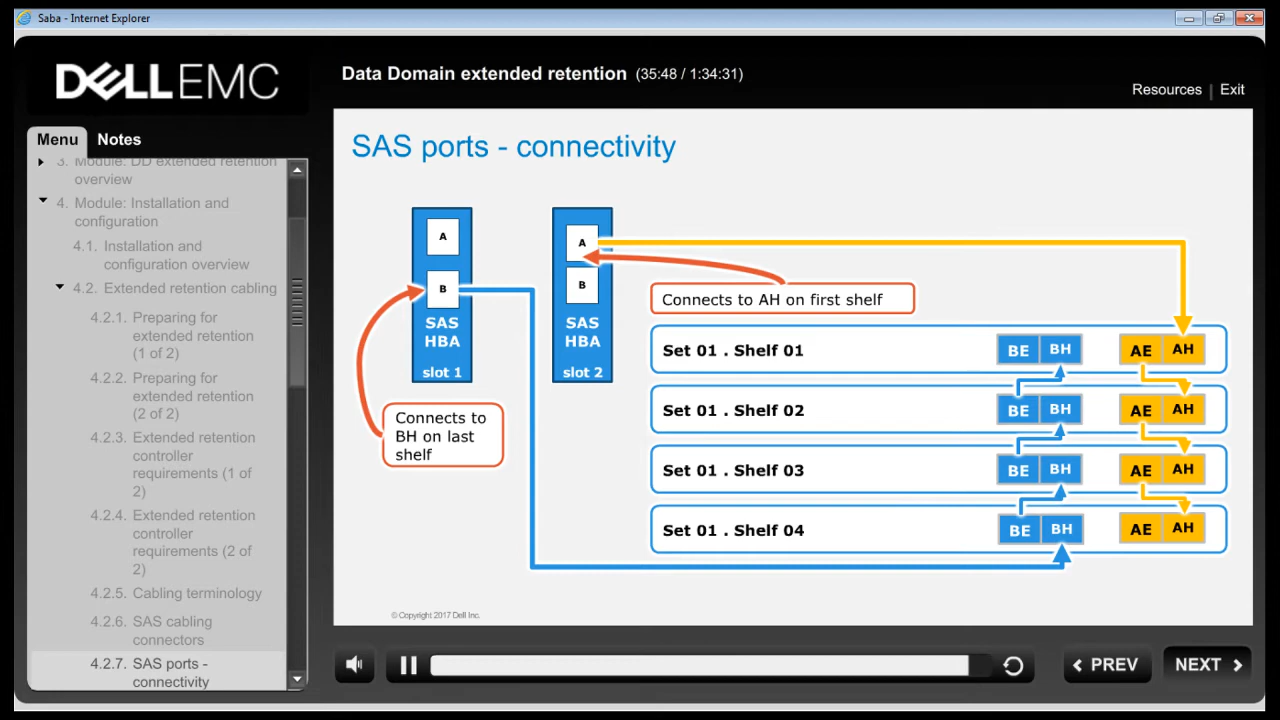 Saba - Internet Explorer
DELLEMC
Data Domain extended retention (35:48 / 1:34:31)
Resources | Exit
Menu
Notes
3. Module: DD extended retention
overview
4. Module: Installation and
configuration
4.1. Installation and
configuration overview
4.2. Extended retention cabling
4.2.1. Preparing for
extended retention
(1 of 2)
4.2.2. Preparing for
extended retention
(2 of 2)
4.2.3. Extended retention
controller
requirements (1 of
2)
4.2.4. Extended retention
controller
requirements (2 of
2)
4.2.5. Cabling terminology
4.2.6. SAS cabling
connectors
4.2.7. SAS ports -
connectivity
SAS ports - connectivity
A
B
SAS
HBA
slot 1
A
B
SAS
HBA
slot 2
Connects to
BH on last
shelf
Connects to AH on first shelf
Set 01 . Shelf 01 BE BH AE AH
Set 01 . Shelf 02 BE BH AE AH
Set 01 . Shelf 03 BE BH AE AH
Set 01 . Shelf 04 BE BH AE AH
© Copyright 2017 Dell Inc.
PREV
NEXT